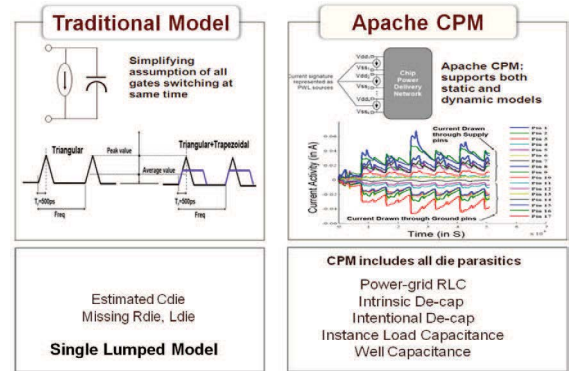 Traditional Model
Simplifying
assumption of all
gates switching at
same time
Triangular
Peak value
Triangular+Trapezoidal
Average value
Freq
Freq
Estimated Cdie
Missing Rdie, Ldie
Single Lumped Model
Apache CPM
Current signature
represented as
PWL sources
Chip
Power
Delivery
Network
Apache CPM:
supports both
static and
dynamic models
Current Drawn
through Supply
pins
Current Drawn through Ground pins
Current Activity (in A)
Time (in S)
Pin 1
Pin 2
Pin 3
Pin 4
Pin 5
Pin 6
Pin 7
Pin 8
Pin 9
Pin 10
Pin 11
Pin 12
Pin 13
Pin 14
Pin 15
Pin 16
Pin 17
CPM includes all die parasitics
Power-grid RLC
Intrinsic De-cap
Intentional De-cap
Instance Load Capacitance
Well Capacitance